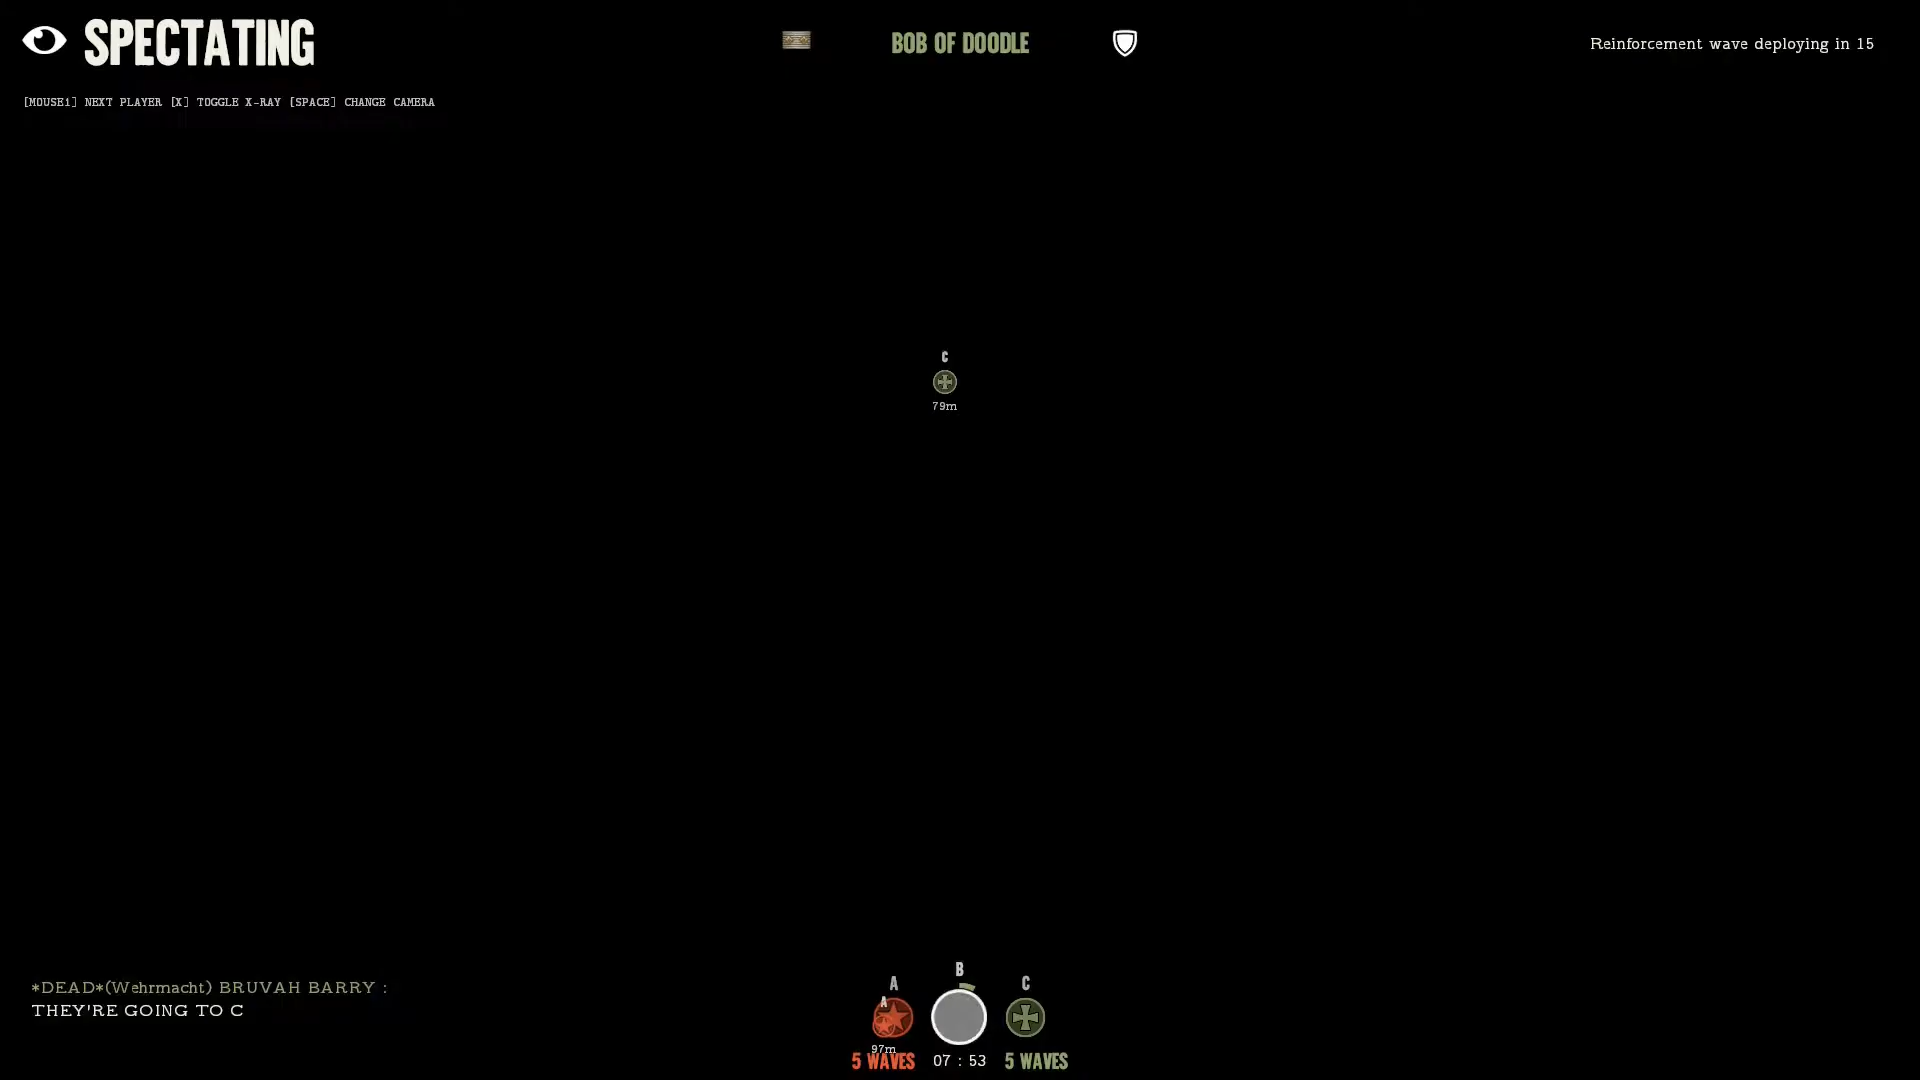 SPECTATING
BOB OF DOODLE
Reinforcement wave deploying in 15
[MOUSE1] NEXT PLAYER [X] TOGGLE X-RAY [SPACE] CHANGE CAMERA
C
79m
*DEAD*(Wehrmacht) BRUVAH BARRY :
THEY'RE GOING TO C
A
B
C
A
97m
5 WAVES
07 : 53
5 WAVES